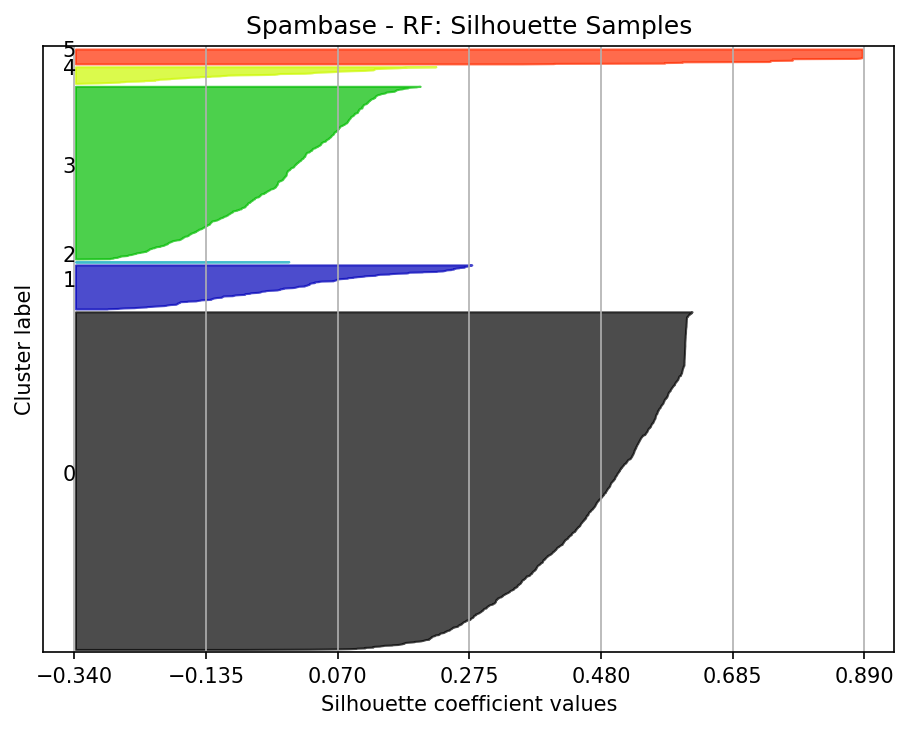 Spambase - RF: Silhouette Samples
5
4
3
2
1
0
Cluster label
−0.340 −0.135 0.070 0.275 0.480 0.685 0.890
Silhouette coefficient values